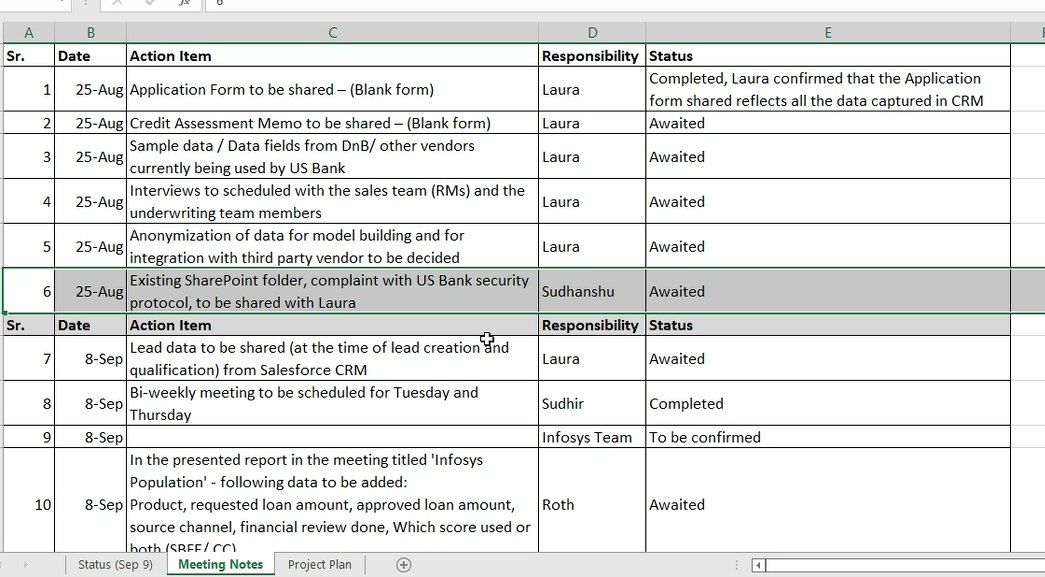 fx 6
A B C D E
Sr. Date Action Item Responsibility Status
1 25-Aug Application Form to be shared – (Blank form) Laura Completed, Laura confirmed that the Application
form shared reflects all the data captured in CRM
2 25-Aug Credit Assessment Memo to be shared – (Blank form) Laura Awaited
3 25-Aug Sample data / Data fields from DnB/ other vendors
currently being used by US Bank Laura Awaited
4 25-Aug Interviews to scheduled with the sales team (RMs) and the
underwriting team members Laura Awaited
5 25-Aug Anonymization of data for model building and for
integration with third party vendor to be decided Laura Awaited
6 25-Aug Existing SharePoint folder, complaint with US Bank security
protocol, to be shared with Laura Sudhanshu Awaited
Sr. Date Action Item Responsibility Status
7 8-Sep Lead data to be shared (at the time of lead creation and
qualification) from Salesforce CRM Laura Awaited
8 8-Sep Bi-weekly meeting to be scheduled for Tuesday and
Thursday Sudhir Completed
9 8-Sep Infosys Team To be confirmed
10 8-Sep In the presented report in the meeting titled 'Infosys
Population' - following data to be added:
Product, requested loan amount, approved loan amount,
source channel, financial review done, Which score used or
both (SBFE/ CC) Roth Awaited
Status (Sep 9) Meeting Notes Project Plan